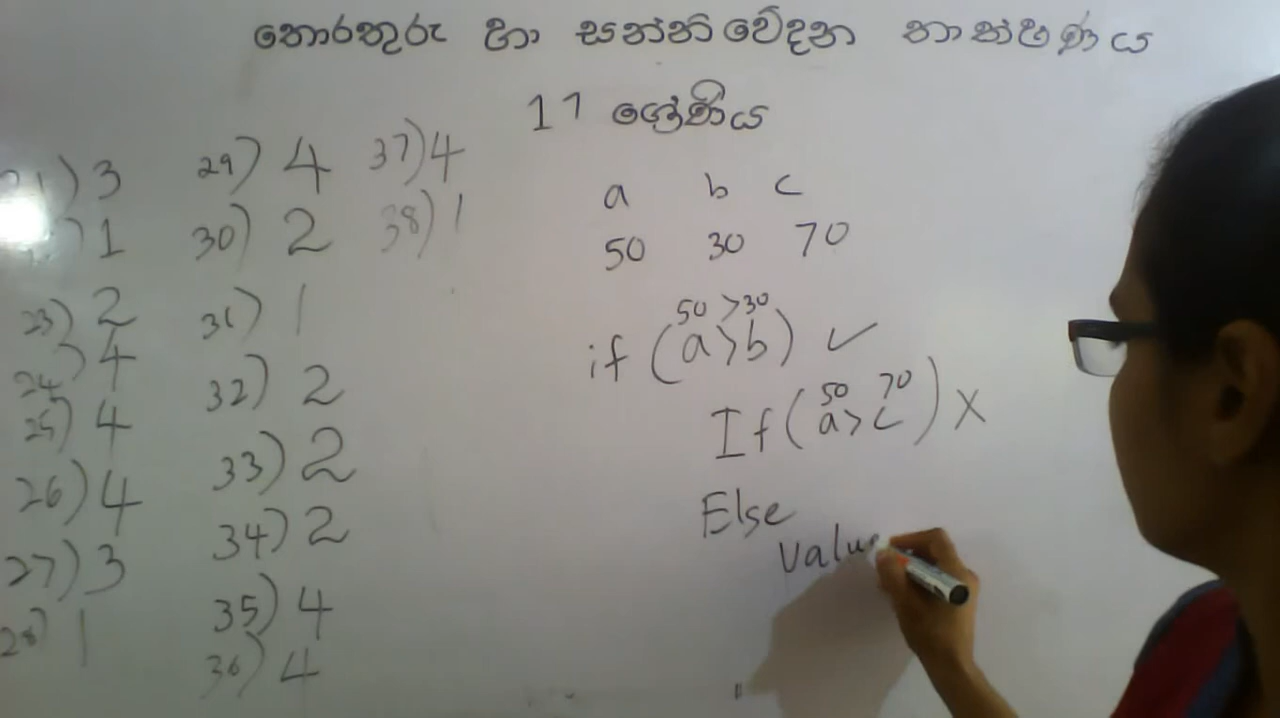 තොරතුරු හා සන්නිවේදන තාක්ෂණය
11 ශ්‍රේණිය
21) 3
) 1
23) 2
24) 4
25) 4
26) 4
27) 3
28) 1
29) 4
30) 2
31) 1
32) 2
33) 2
34) 2
35) 4
36) 4
37) 4
38) 1
a b c
50 30 70
50 >30
if (a>b) ✓
50 70
If (a>c) X
Else
Value